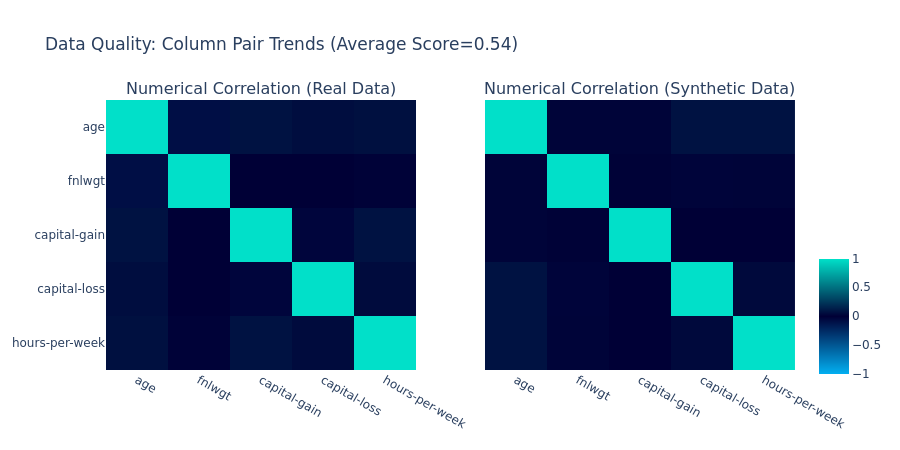 Data Quality: Column Pair Trends (Average Score=0.54)
Numerical Correlation (Real Data)
Numerical Correlation (Synthetic Data)
age
fnlwgt
capital-gain
capital-loss
hours-per-week
age
fnlwgt
capital-gain
capital-loss
hours-per-week
age
fnlwgt
capital-gain
capital-loss
hours-per-week
1
0.5
0
−0.5
−1